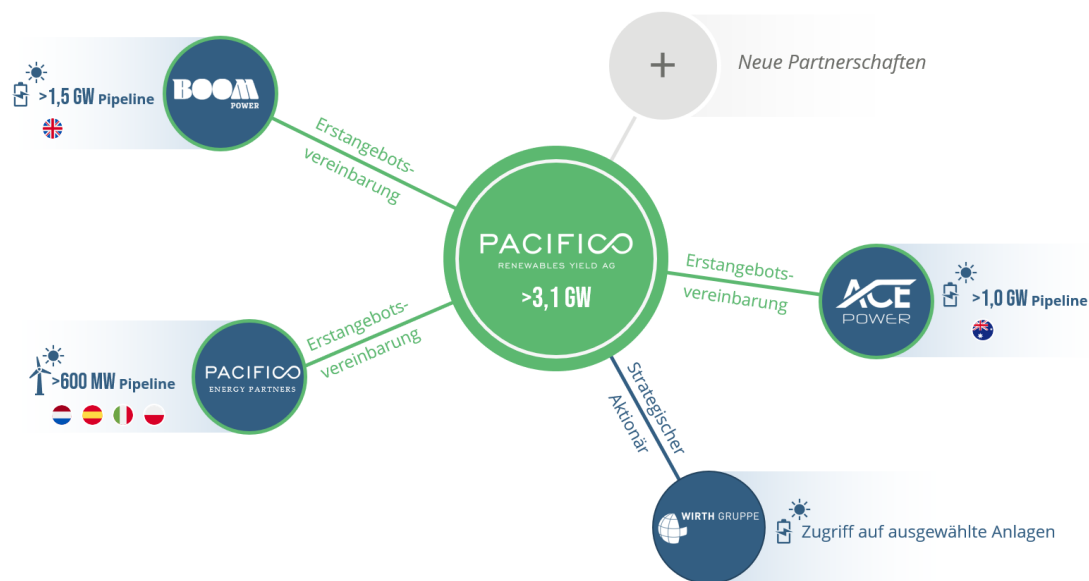 BOOM
POWER
>1,5 GW Pipeline
Erstangebots-
vereinbarung
+
Neue Partnerschaften
PACIFICO
RENEWABLES YIELD AG
>3,1 GW
Erstangebots-
vereinbarung
ACE
POWER
>1,0 GW Pipeline
Erstangebots-
vereinbarung
PACIFICO
ENERGY PARTNERS
>600 MW Pipeline
Strategischer
Aktionär
WIRTH GRUPPE
Zugriff auf ausgewählte Anlagen